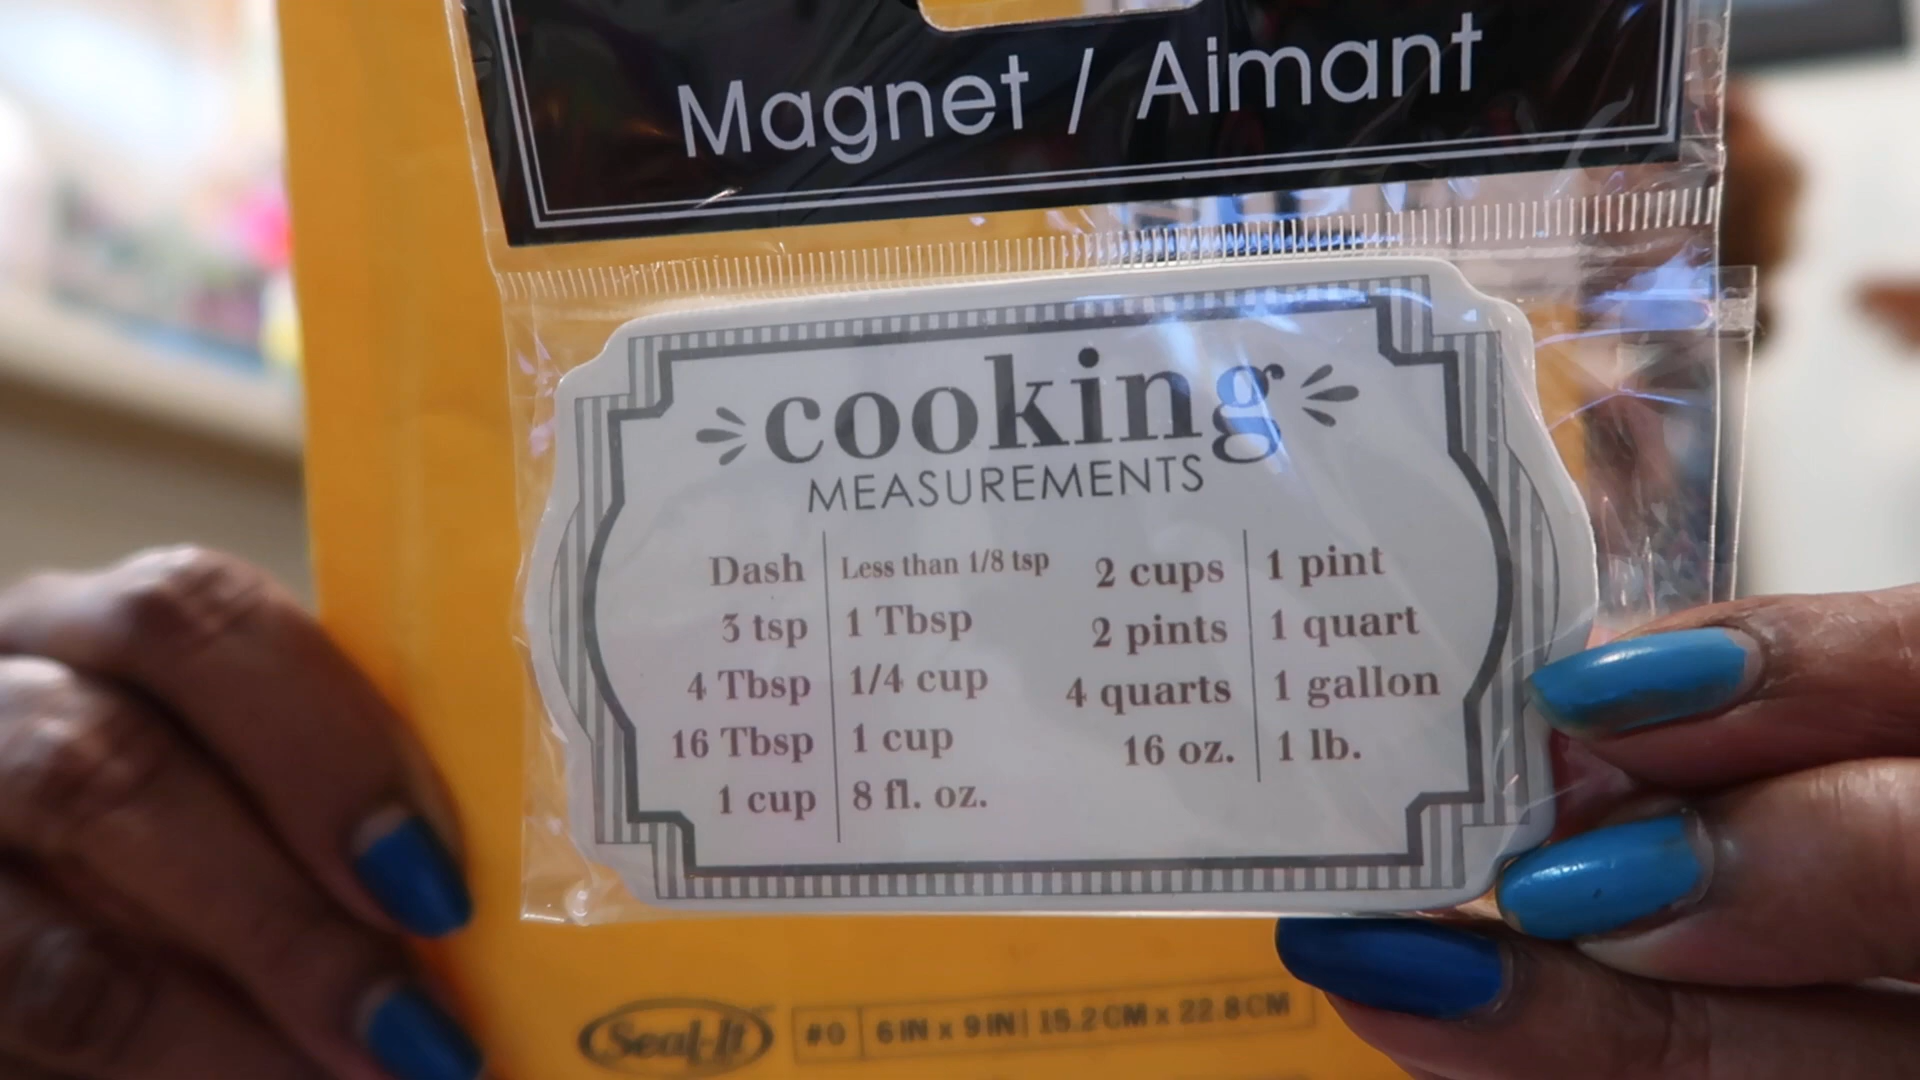 Magnet / Aimant
cooking
MEASUREMENTS
Dash | Less than 1/8 tsp
3 tsp | 1 Tbsp
4 Tbsp | 1/4 cup
16 Tbsp | 1 cup
1 cup | 8 fl. oz.
2 cups | 1 pint
2 pints | 1 quart
4 quarts | 1 gallon
16 oz. | 1 lb.
Seal-It #0 | 6 IN x 9 IN | 15.2 CM x 22.8 CM